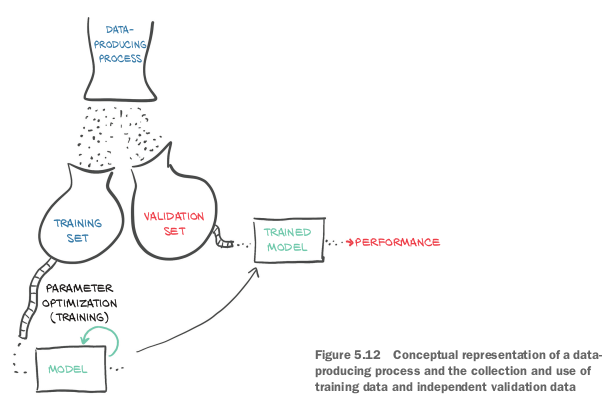 DATA-
PRODUCING
PROCESS
TRAINING
SET
VALIDATION
SET
TRAINED
MODEL
PERFORMANCE
PARAMETER
OPTIMIZATION
(TRAINING)
MODEL
Figure 5.12 Conceptual representation of a data-
producing process and the collection and use of
training data and independent validation data